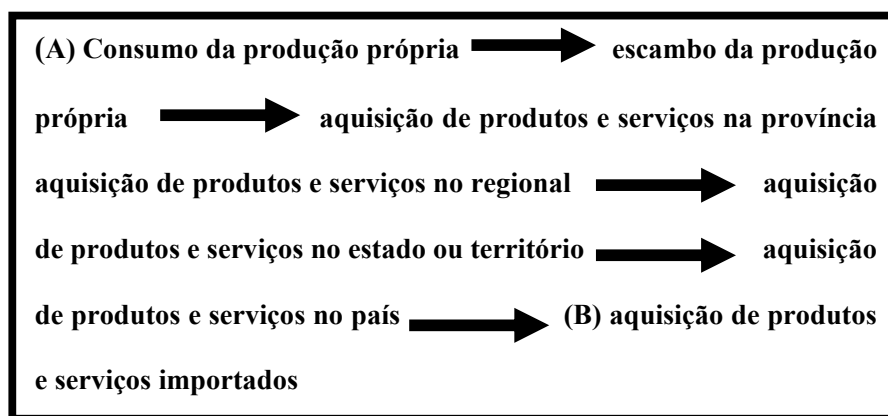 (A) Consumo da produção própria escambo da produção
própria aquisição de produtos e serviços na província
aquisição de produtos e serviços no regional aquisição
de produtos e serviços no estado ou território aquisição
de produtos e serviços no país (B) aquisição de produtos
e serviços importados